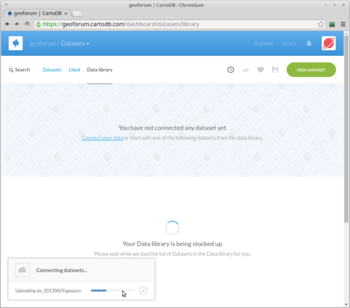 geoforum | CartoDB - Chromium
geoforum | CartoDB
https://geoforum.cartodb.com/dashboard/datasets/library
geoforum / Datasets
Explore Learn
Search Datasets Liked Data library
NEW DATASET
You have not connected any dataset yet
Connect your data or start with one of the following datasets from the data library.
Your Data library is being stocked up
Please wait while we load the list of Datasets in the Data Library for you.
Connecting datasets...
Uploading ais_20130829.geojson